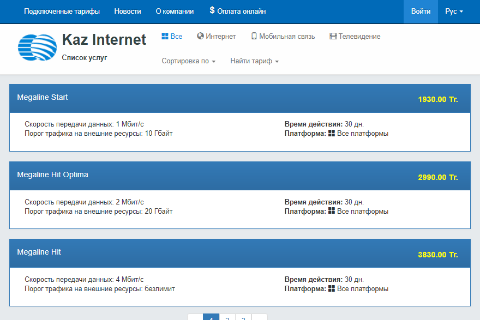 Подключенные тарифы Новости О компании $ Оплата онлайн Войти Рус
Kaz Internet
Список услуг
Все Интернет Мобильная связь Телевидение
Сортировка по Найти тариф
Megaline Start 1930.00 Тг.
Скорость передачи данных: 1 Мбит/с Время действия: 30 дн.
Порог трафика на внешние ресурсы: 10 Гбайт Платформа: Все платформы
Megaline Hit Optima 2990.00 Тг.
Скорость передачи данных: 2 Мбит/с Время действия: 30 дн.
Порог трафика на внешние ресурсы: 20 Гбайт Платформа: Все платформы
Megaline Hit 3830.00 Тг.
Скорость передачи данных: 4 Мбит/с Время действия: 30 дн.
Порог трафика на внешние ресурсы: безлимит Платформа: Все платформы